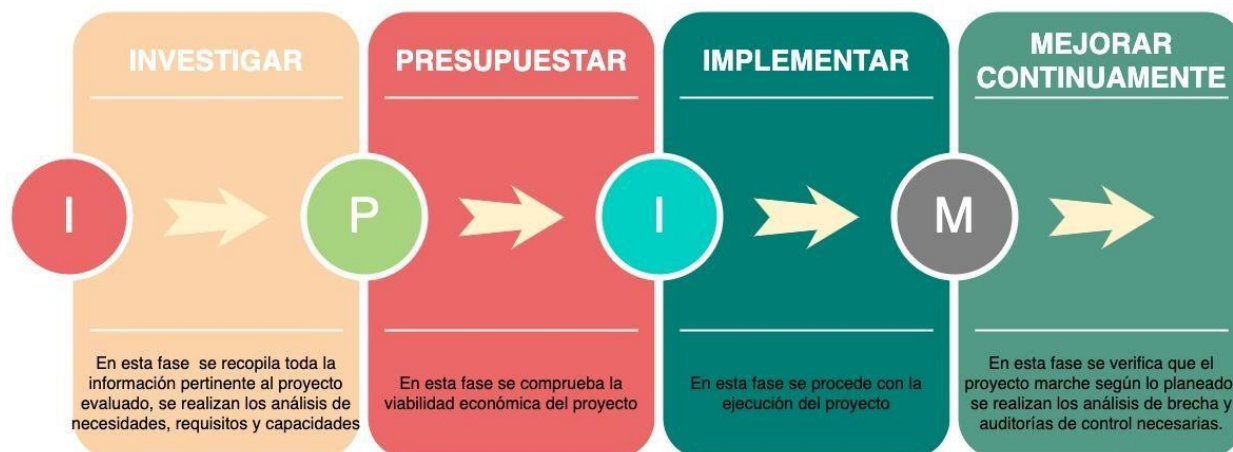 INVESTIGAR
I
En esta fase se recopila toda la
información pertinente al proyecto
evaluado, se realizan los análisis de
necesidades, requisitos y capacidades
PRESUPUESTAR
P
En esta fase se comprueba la
viabilidad económica del proyecto
IMPLEMENTAR
I
En esta fase se procede con la
ejecución del proyecto
MEJORAR
CONTINUAMENTE
M
En esta fase se verifica que el
proyecto marche según lo planeado
se realizan los análisis de brecha y
auditorías de control necesarias.